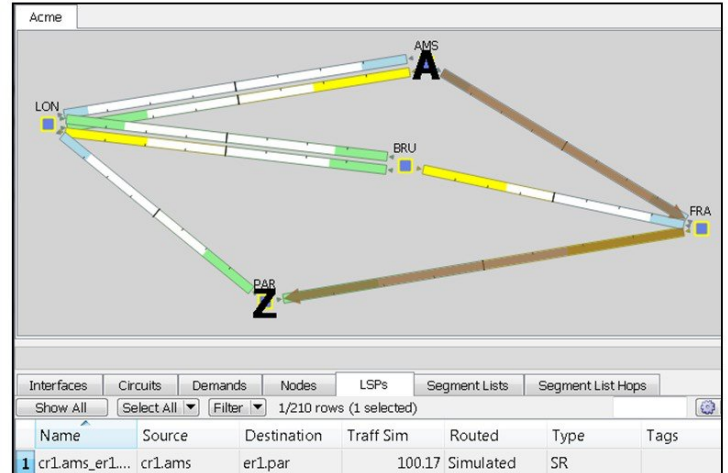 Acme
AMS
A
LON
BRU
FRA
PAR
Z
Interfaces Circuits Demands Nodes LSPs Segment Lists Segment List Hops
Show All Select All Filter 1/210 rows (1 selected)
Name Source Destination Traff Sim Routed Type Tags
1 cr1.ams_er1.... cr1.ams er1.par 100.17 Simulated SR